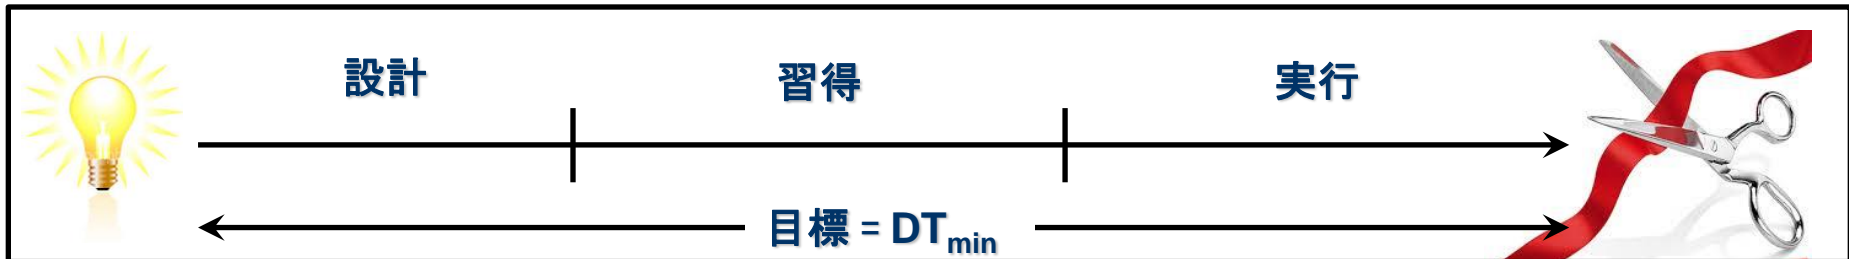 設計 習得 実行
目標 = DTmin